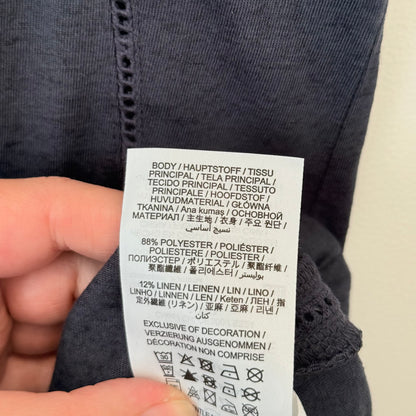 BODY / HAUPTSTOFF / TISSU
PRINCIPAL / TELA PRINCIPAL /
TECIDO PRINCIPAL / TESSUTO
PRINCIPALE / HOOFDSTOF /
HUVUDMATERIAL / GŁÓWNA
TKANINA / Ana kumaş / ОСНОВНОЙ
МАТЕРИАЛ / 主生地 / 衣身 / 주요 원단 /
نسيج أساسي
88% POLYESTER / POLIÉSTER /
POLIESTERE / POLYESTER /
ПОЛИЭСТЕР / ポリエステル /
聚酯纖維 / 폴리에스터 / 聚酯纤维 / بوليستر
12% LINEN / LEINEN / LIN / LINO /
LINHO / LINNEN / LEN / Keten / ЛЕН / 指
定外繊維 (リネン) / 亚麻 / 亞麻 / 리넨 /
كتان
EXCLUSIVE OF DECORATION /
VERZIERUNG AUSGENOMMEN /
DÉCORATION NON COMPRISE